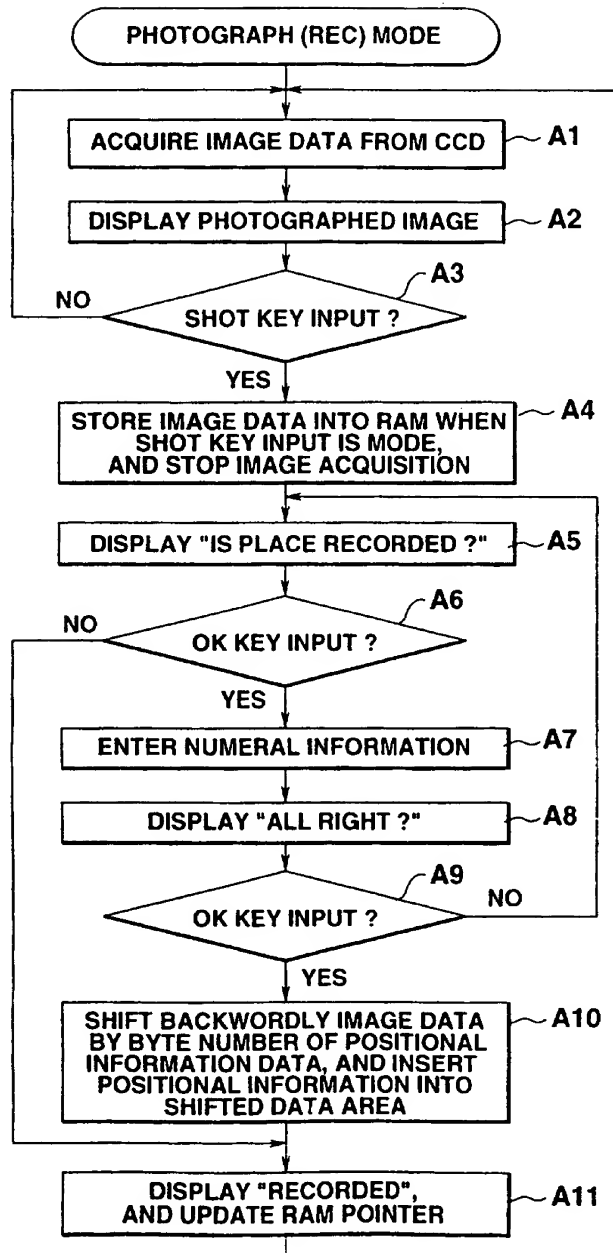 PHOTOGRAPH (REC) MODE
ACQUIRE IMAGE DATA FROM CCD
A1
DISPLAY PHOTOGRAPHED IMAGE
A2
A3
NO
SHOT KEY INPUT ?
YES
A4
STORE IMAGE DATA INTO RAM WHEN
SHOT KEY INPUT IS MODE,
AND STOP IMAGE ACQUISITION
DISPLAY "IS PLACE RECORDED ?"
A5
A6
NO
OK KEY INPUT ?
YES
ENTER NUMERAL INFORMATION
A7
DISPLAY "ALL RIGHT ?"
A8
A9
OK KEY INPUT ?
NO
YES
SHIFT BACKWORDLY IMAGE DATA
A10
BY BYTE NUMBER OF POSITIONAL
INFORMATION DATA, AND INSERT
POSITIONAL INFORMATION INTO
SHIFTED DATA AREA
DISPLAY "RECORDED",
A11
AND UPDATE RAM POINTER